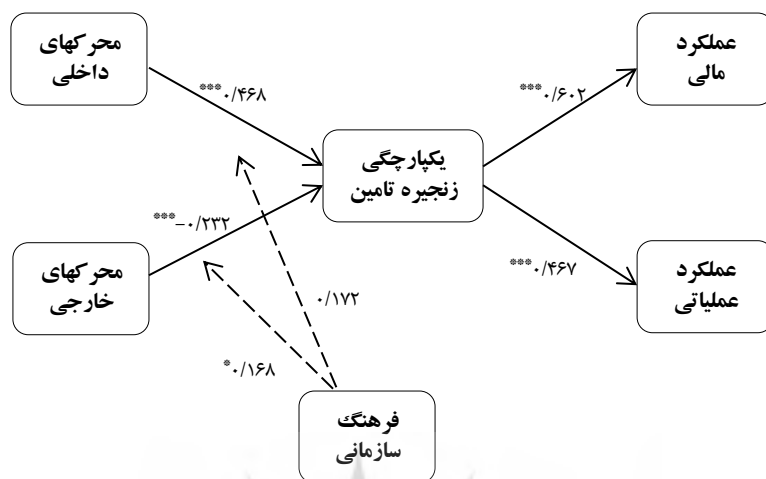 محرکهای
داخلی
عملکرد
مالی
***۰/۴۶۸
***۰/۶۰۲
یکپارچگی
زنجیره تامین
***-۰/۲۳۲
محرکهای
خارجی
***۰/۴۶۷
عملکرد
عملیاتی
۰/۱۷۲
*۰/۱۶۸
فرهنگ
سازمانی